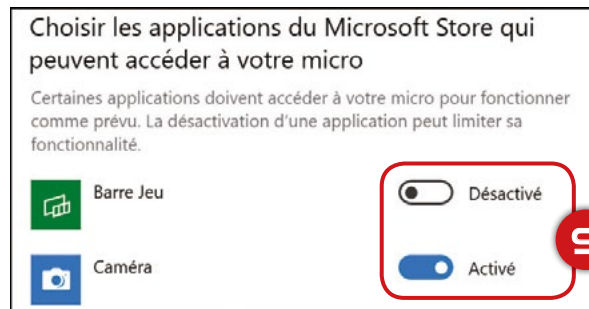 Choisir les applications du Microsoft Store qui
peuvent accéder à votre micro
Certaines applications doivent accéder à votre micro pour fonctionner
comme prévu. La désactivation d'une application peut limiter sa
fonctionnalité.
Barre Jeu
Désactivé
Caméra
Activé